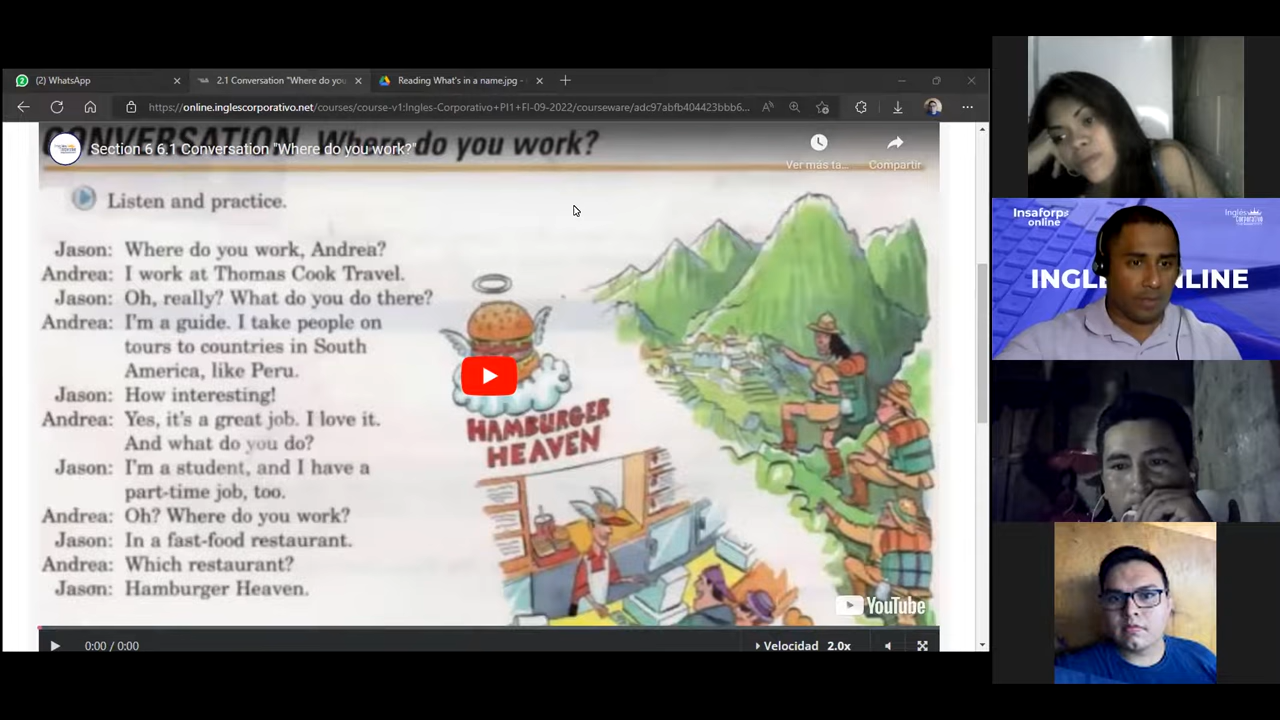 (2) WhatsApp
2.1 Conversation "Where do you
Reading What's in a name.jpg -
https://online.inglescorporativo.net/courses/course-v1:Ingles-Corporativo+PI1+FI-09-2022/courseware/adc97abfb404423bbb6...
CONVERSATION Where do you work?
Section 6 6.1 Conversation "Where do you work?"
Ver más ta...
Compartir
Listen and practice.
Jason: Where do you work, Andrea?
Andrea: I work at Thomas Cook Travel.
Jason: Oh, really? What do you do there?
Andrea: I'm a guide. I take people on
tours to countries in South
America, like Peru.
Jason: How interesting!
Andrea: Yes, it's a great job. I love it.
And what do you do?
Jason: I'm a student, and I have a
part-time job, too.
Andrea: Oh? Where do you work?
Jason: In a fast-food restaurant.
Andrea: Which restaurant?
Jason: Hamburger Heaven.
HAMBURGER
HEAVEN
YouTube
0:00 / 0:00
Velocidad 2.0x
Insaforp
online
Inglés